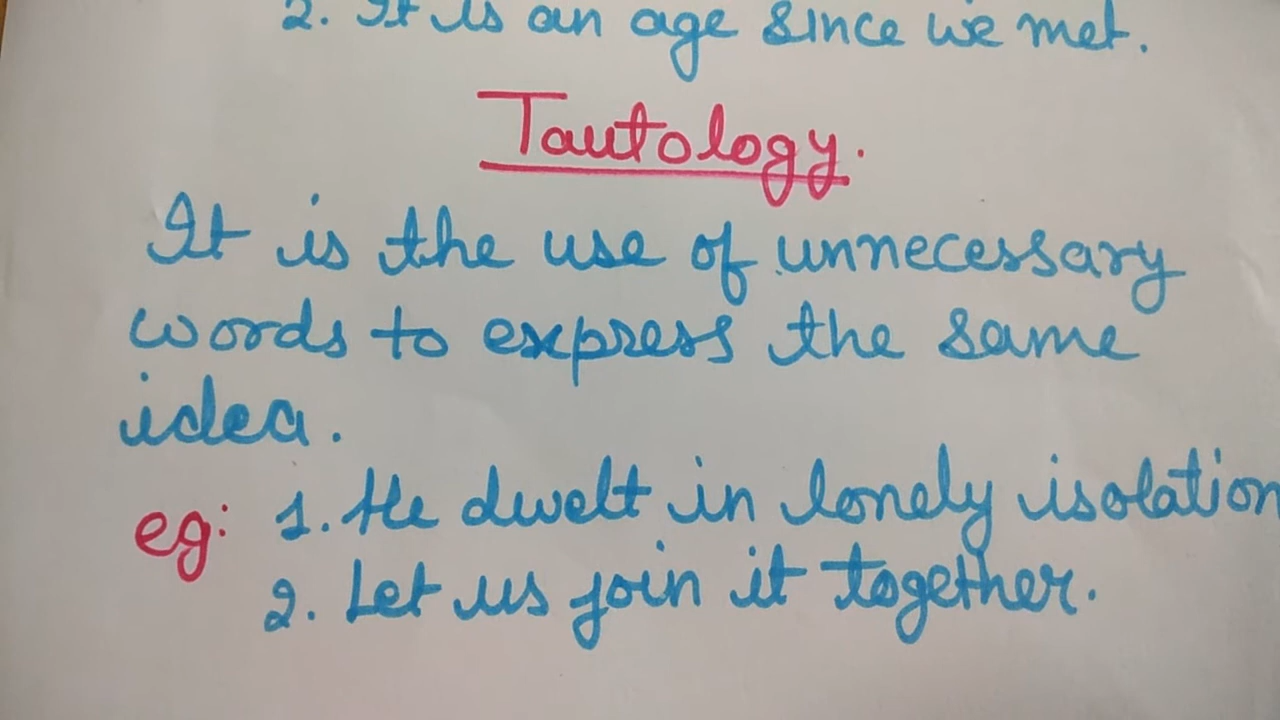 2. It is an age since we met.
Tautology.
It is the use of unnecessary
words to express the same
idea.
eg: 1. He dwelt in lonely isolation
2. Let us join it together.